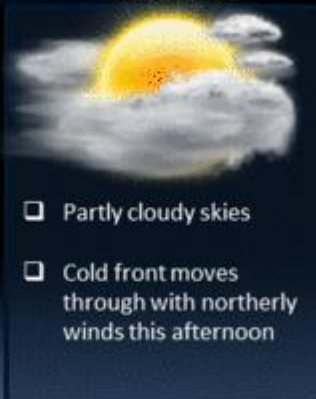 Partly cloudy skies
Cold front moves
through with northerly
winds this afternoon